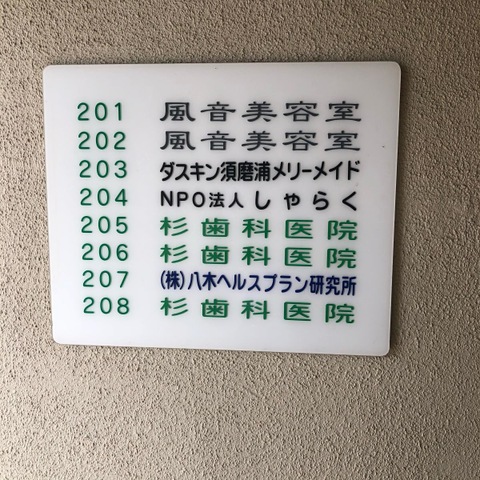 201 風音美容室
202 風音美容室
203 ダスキン須磨浦メリーメイド
204 NPO法人しゃらく
205 杉歯科医院
206 杉歯科医院
207 (株)八木ヘルスプラン研究所
208 杉歯科医院